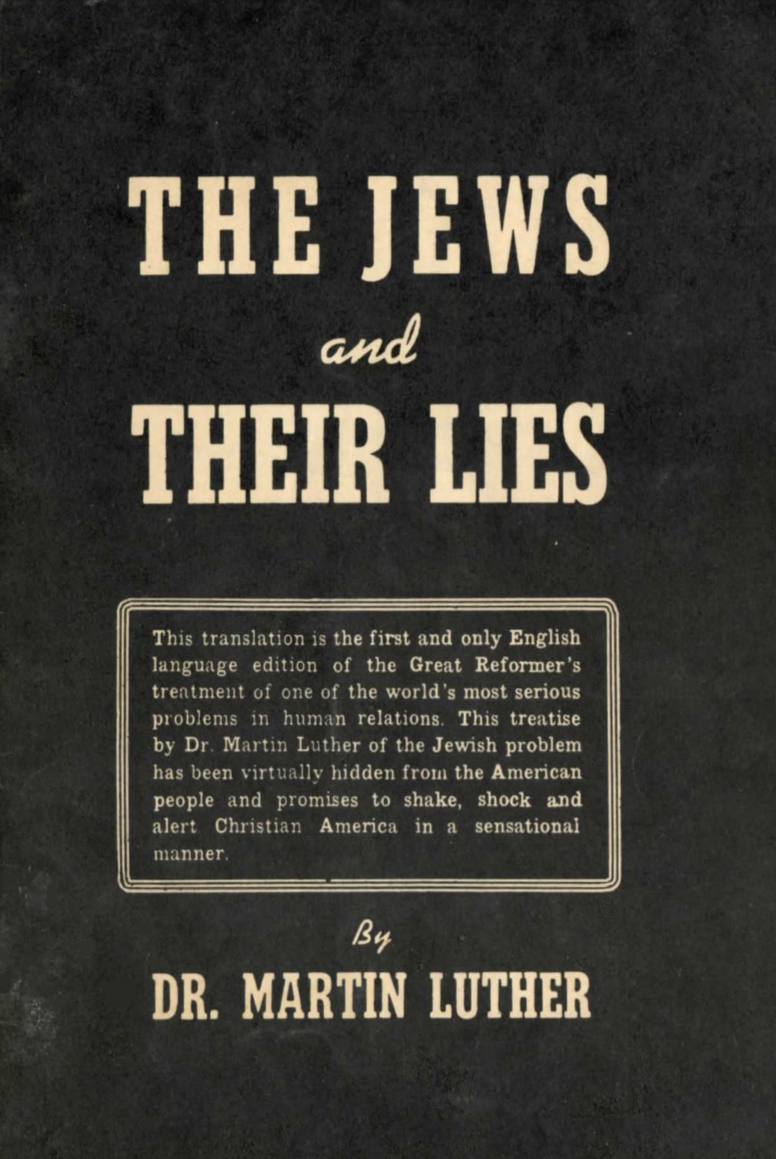 THE JEWS
and
THEIR LIES
This translation is the first and only English
language edition of the Great Reformer's
treatment of one of the world's most serious
problems in human relations. This treatise
by Dr. Martin Luther of the Jewish problem
has been virtually hidden from the American
people and promises to shake, shock and
alert Christian America in a sensational
manner.
By
DR. MARTIN LUTHER